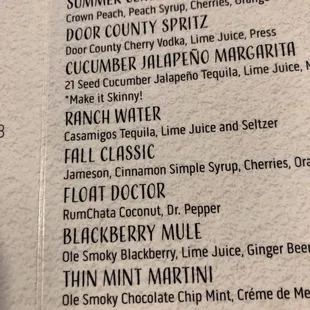 Crown Peach, Peach Syrup, Cherries,
DOOR COUNTY SPRITZ
Door County Cherry Vodka, Lime Juice, Press
CUCUMBER JALAPEÑO MARGARITA
21 Seed Cucumber Jalapeño Tequila, Lime Juice,
*Make it Skinny!
RANCH WATER
Casamigos Tequila, Lime Juice and Seltzer
FALL CLASSIC
Jameson, Cinnamon Simple Syrup, Cherries, Ora
FLOAT DOCTOR
RumChata Coconut, Dr. Pepper
BLACKBERRY MULE
Ole Smoky Blackberry, Lime Juice, Ginger Beer
THIN MINT MARTINI
Ole Smoky Chocolate Chip Mint, Créme de Me